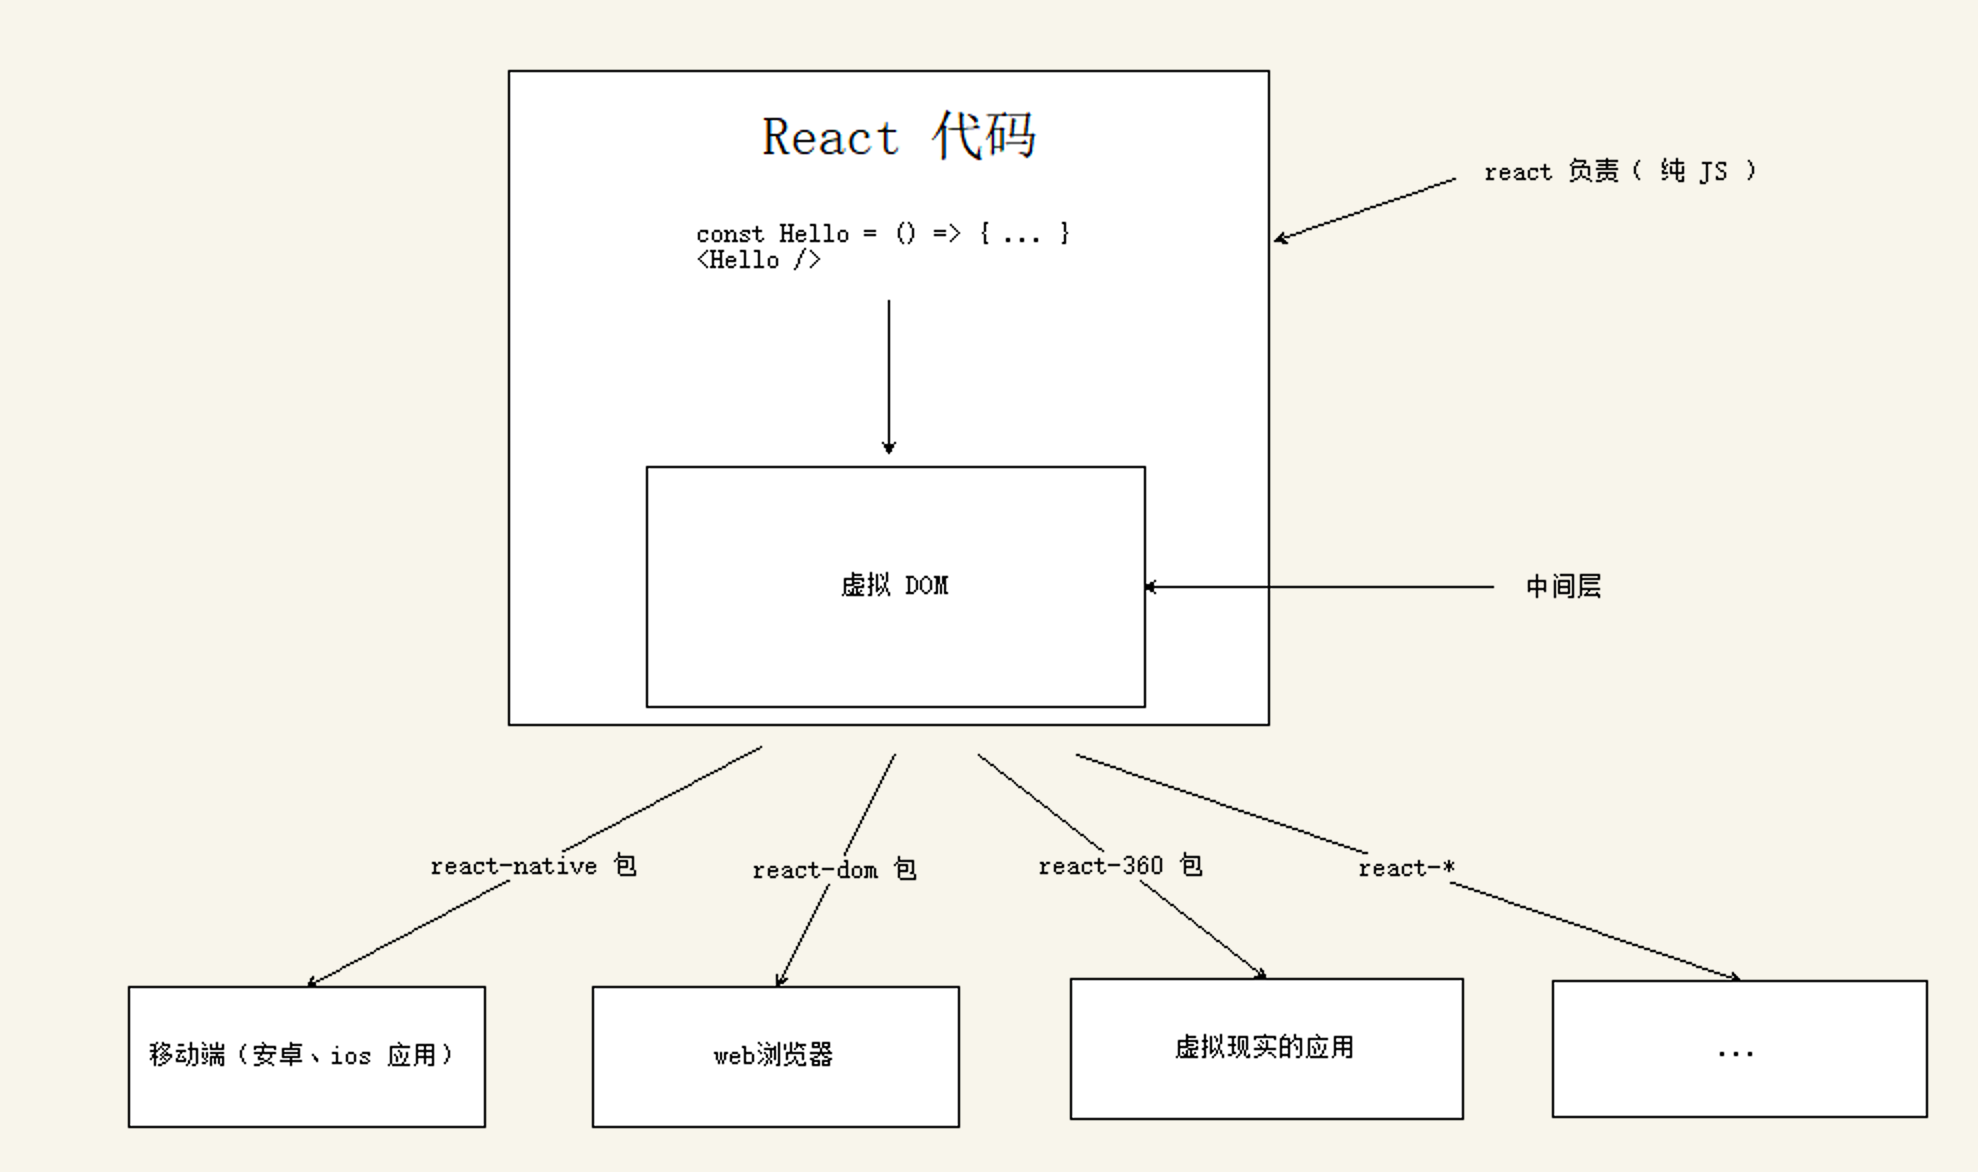 React 代码
react 负责（ 纯 JS ）
const Hello = () => { ... }
<Hello />
虚拟 DOM
中间层
react-native 包
react-dom 包
react-360 包
react-*
移动端（安卓、ios 应用）
web浏览器
虚拟现实的应用
...